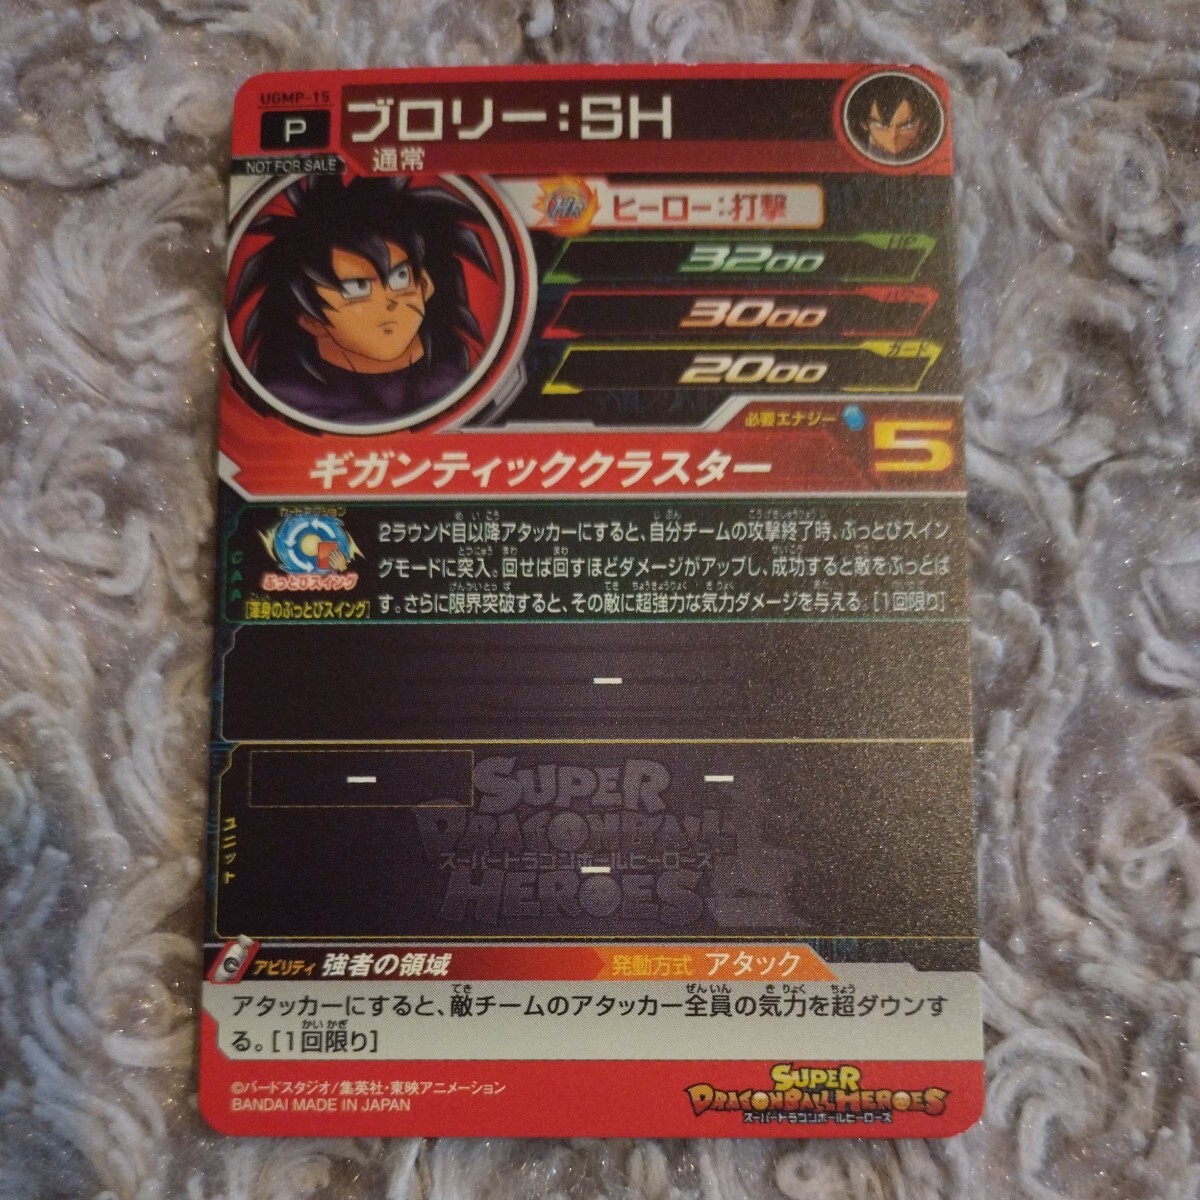 UGMP-15
P
NOT FOR SALE
ブロリー:SH
通常
HR
ヒーロー:打撃
HP
3200
パワー
3000
ガード
2000
必要エナジー
5
ギガンティッククラスター
CAA
カードアクション
ぶっとびスイング
[渾身のぶっとびスイング]
2ラウンド目以降アタッカーにすると、自分チームの攻撃終了時、ぶっとびスイン
グモードに突入。回せば回すほどダメージがアップし、成功すると敵をぶっとば
す。さらに限界突破すると、その敵に超強力な気力ダメージを与える。[1回限り]
ー
ユニット
ー
ー
ー
SUPER
DRAGONBALL
スーパードラゴンボールヒーローズ
HEROES
C
アビリティ 強者の領域
発動方式 アタック
アタッカーにすると、敵チームのアタッカー全員の気力を超ダウンす
る。[1回限り]
©バードスタジオ/集英社・東映アニメーション
BANDAI MADE IN JAPAN
SUPER
DRAGONBALL HEROES
スーパードラゴンボールヒーローズ